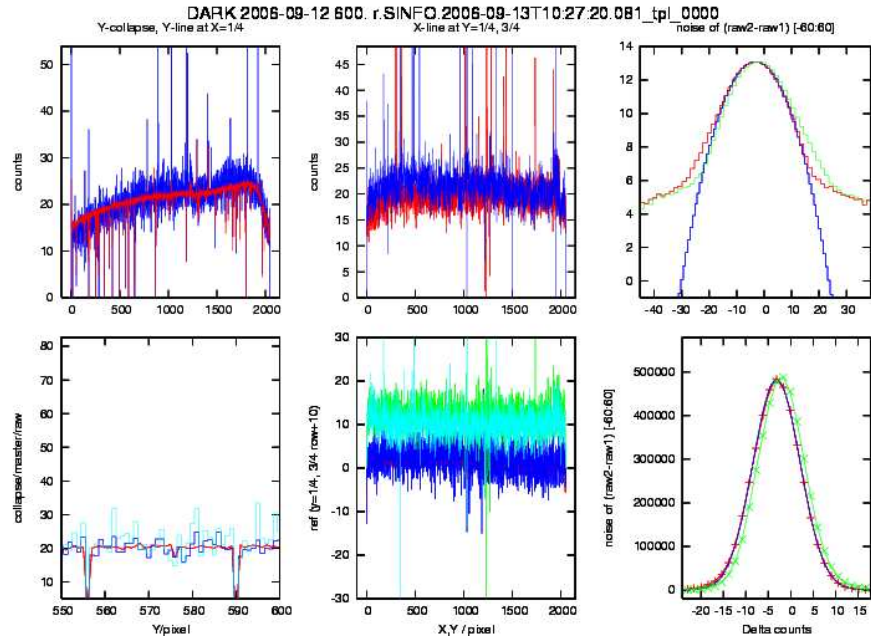 DARK 2006-09-12 600. r.SINFO.2006-09-13T10:27:20.081_tpl_0000
Y-collapse, Y-line at X=1/4
X-line at Y=1/4, 3/4
noise of (raw2-raw1) [-60:60]
counts
50
40
30
20
10
0
0 500 1000 1500 2000
counts
45
40
35
30
25
20
15
10
5
0
0 500 1000 1500 2000
14
12
10
8
6
4
2
0
-40 -30 -20 -10 0 10 20 30
collapse/master/raw
80
70
60
50
40
30
20
10
550 560 570 580 590 600
Y/pixel
ref (y=1/4, 3/4 row+10)
30
20
10
0
-10
-20
-30
0 500 1000 1500 2000
X,Y / pixel
noise of (raw2-raw1) [-60:60]
500000
400000
300000
200000
100000
0
-20 -15 -10 -5 0 5 10 15
Delta counts